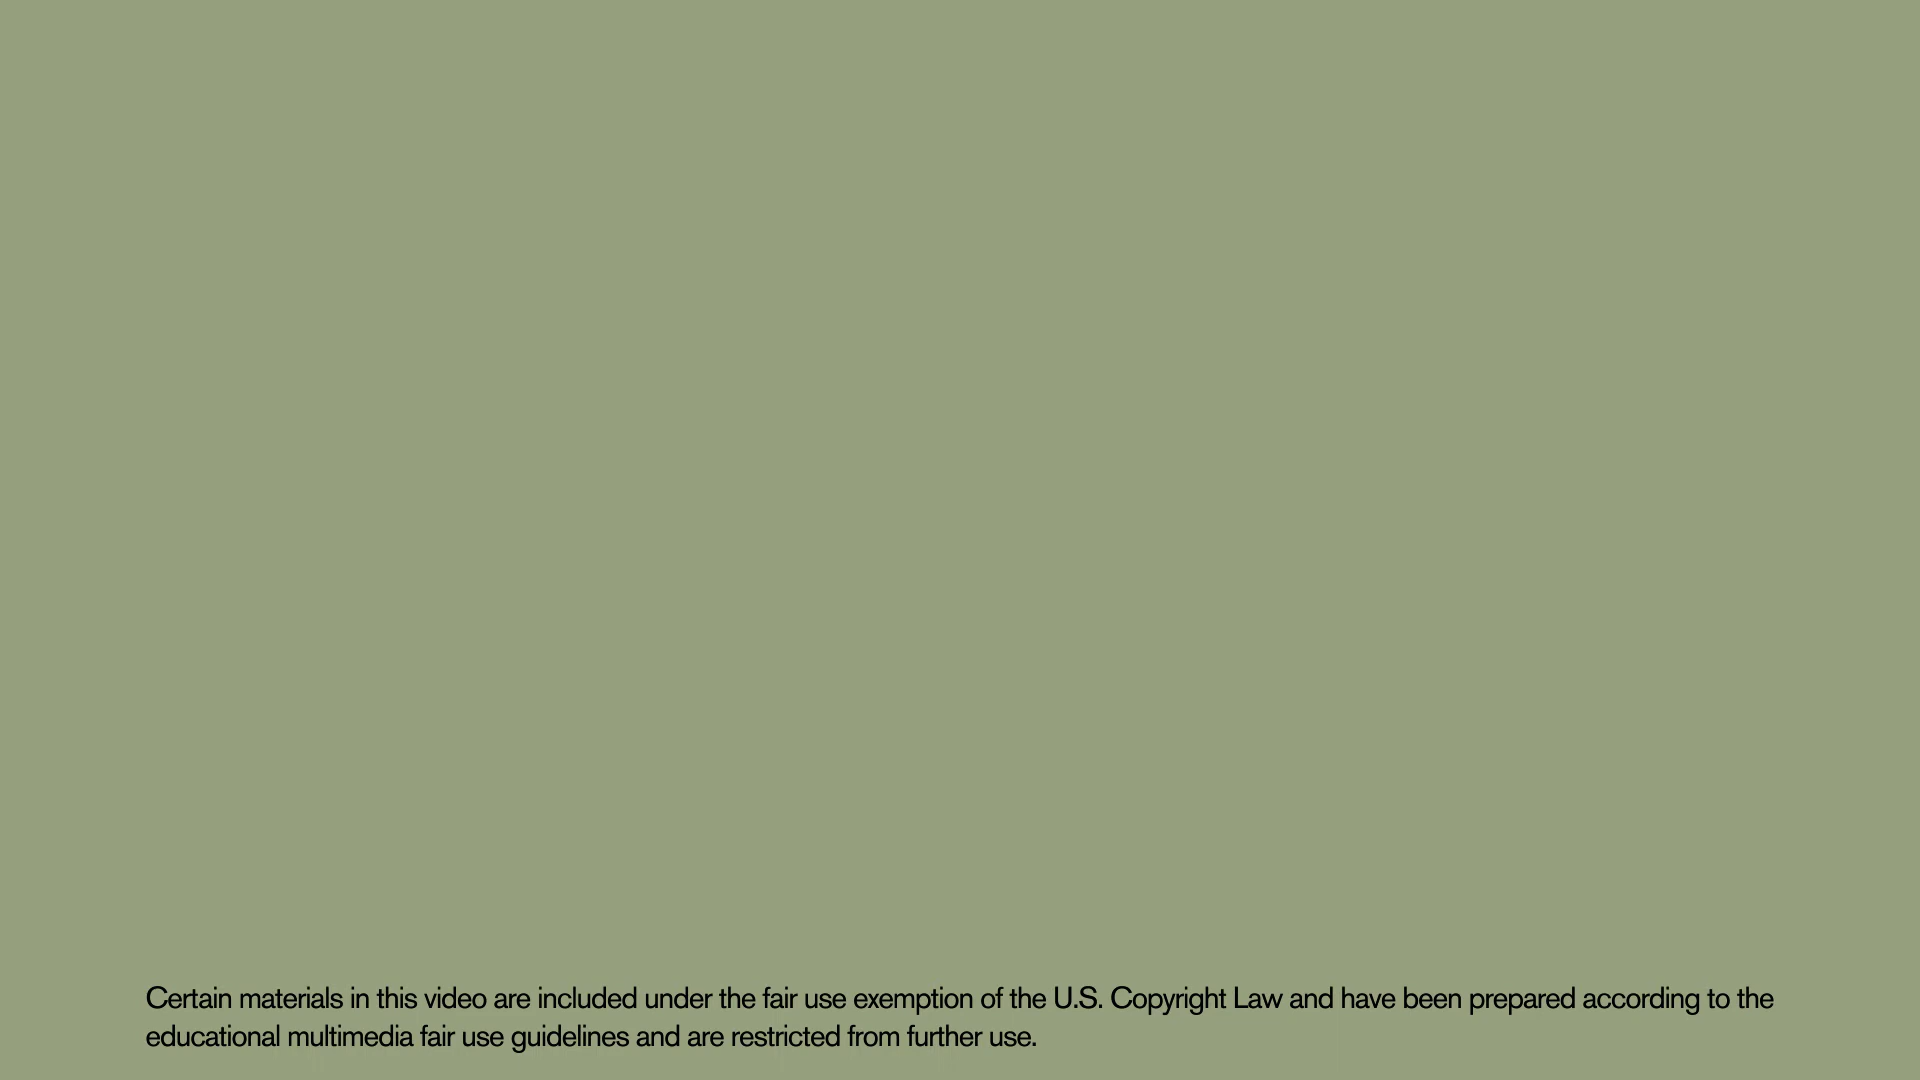 Certain materials in this video are included under the fair use exemption of the U.S. Copyright Law and have been prepared according to the
educational multimedia fair use guidelines and are restricted from further use.